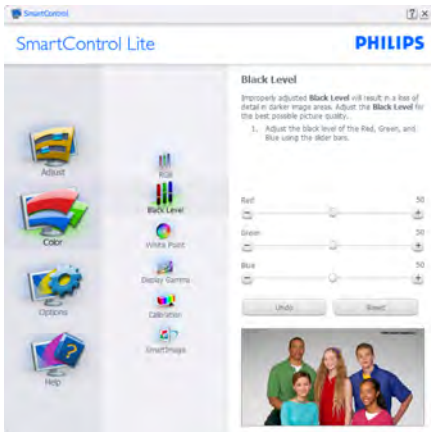 SmartControl
SmartControl Lite
PHILIPS
Adjust
Color
Options
Help
RGB
Black Level
White Point
Display Gamma
Calibration
SmartImage
Black Level
Improperly adjusted Black Level will result in a loss of
detail in darker image areas. Adjust the Black Level for
the best possible picture quality.
1. Adjust the black level of the Red, Green, and
Blue using the slider bars.
Red 50
Green 50
Blue 50
Undo Reset